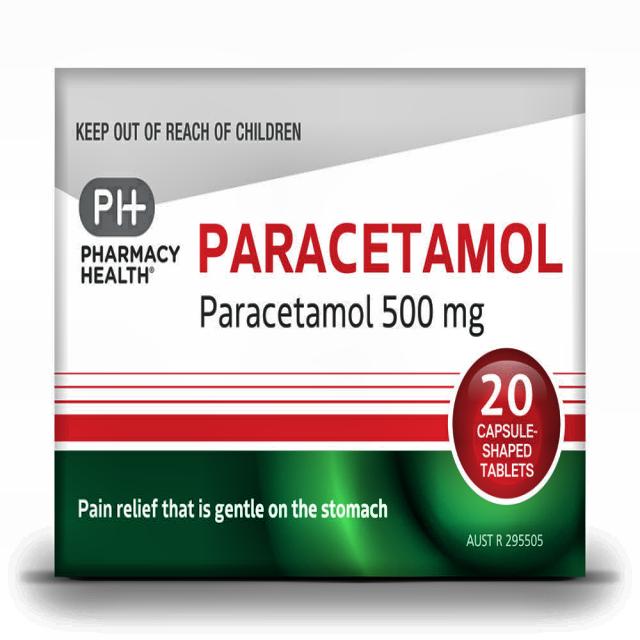 KEEP OUT OF REACH OF CHILDREN
PH
PHARMACY
HEALTH®
PARACETAMOL
Paracetamol 500 mg
20
CAPSULE-
SHAPED
TABLETS
Pain relief that is gentle on the stomach
AUST R 295505